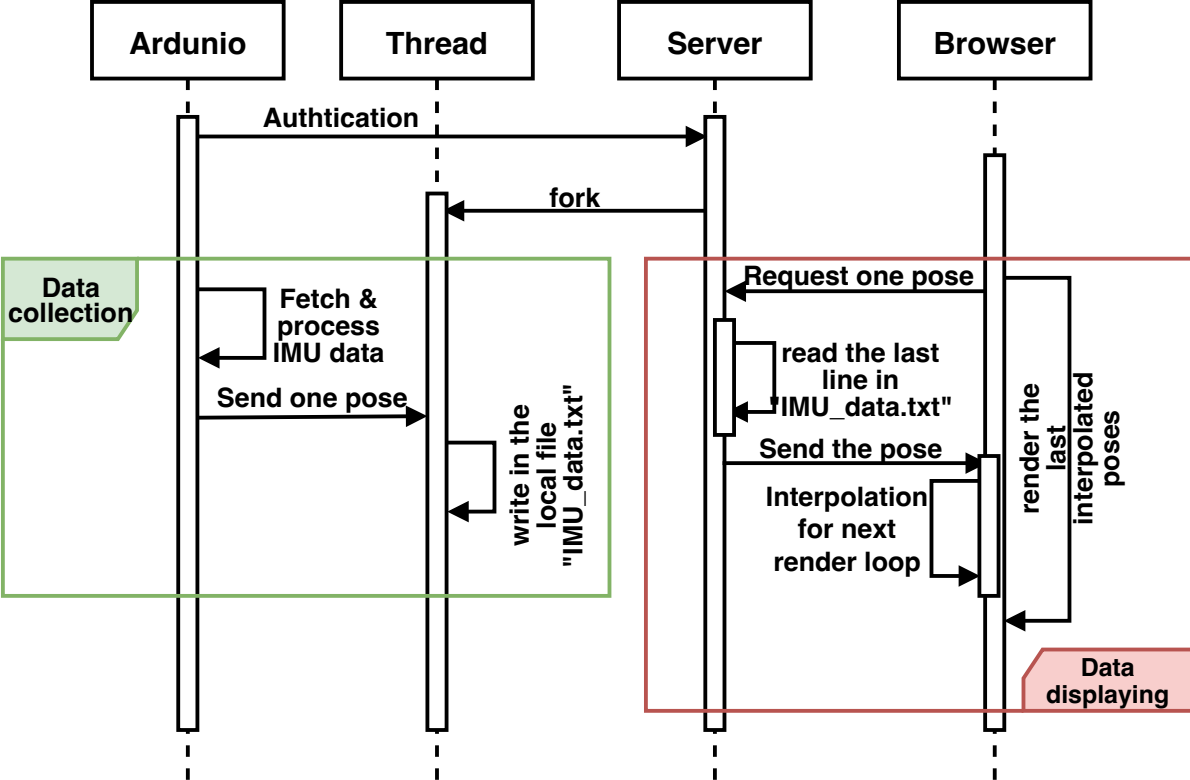 Ardunio
Thread
Server
Browser
Authtication
fork
Data
collection
Fetch &
process
IMU data
Send one pose
write in the
local file
"IMU_data.txt"
Request one pose
read the last
line in
"IMU_data.txt"
Send the pose
Interpolation
for next
render loop
render the
last
interpolated
poses
Data
displaying